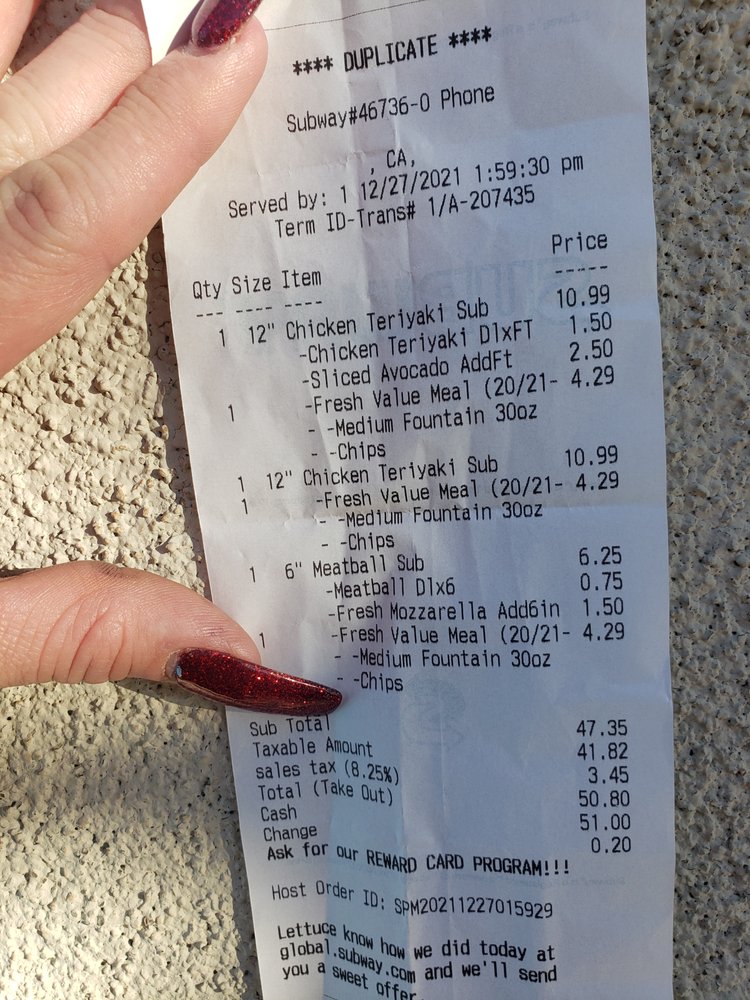 **** DUPLICATE ****
Subway#46736-0 Phone
, CA,
Served by: 1 12/27/2021 1:59:30 pm
Term ID-Trans# 1/A-207435
Qty Size Item Price
--- ---- ---- -----
1 12" Chicken Teriyaki Sub 10.99
-Chicken Teriyaki DlxFT 1.50
-Sliced Avocado AddFt 2.50
1 -Fresh Value Meal (20/21- 4.29
- -Medium Fountain 30oz
- -Chips
1 12" Chicken Teriyaki Sub 10.99
1 -Fresh Value Meal (20/21- 4.29
- -Medium Fountain 30oz
- -Chips
1 6" Meatball Sub 6.25
-Meatball Dlx6 0.75
-Fresh Mozzarella Add6in 1.50
1 -Fresh Value Meal (20/21- 4.29
- -Medium Fountain 30oz
- -Chips
Sub Total 47.35
Taxable Amount 41.82
sales tax (8.25%) 3.45
Total (Take Out) 50.80
Cash 51.00
Change 0.20
Ask for our REWARD CARD PROGRAM!!!
Host Order ID: SPM20211227015929
Lettuce know how we did today at
global.subway.com and we'll send
you a sweet offer.